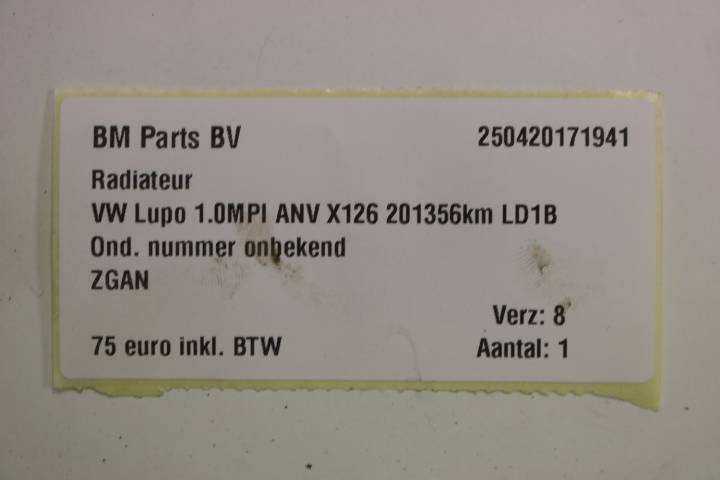 BM Parts BV 250420171941
Radiateur
VW Lupo 1.0MPI ANV X126 201356km LD1B
Ond. nummer onbekend
ZGAN
Verz: 8
75 euro inkl. BTW Aantal: 1